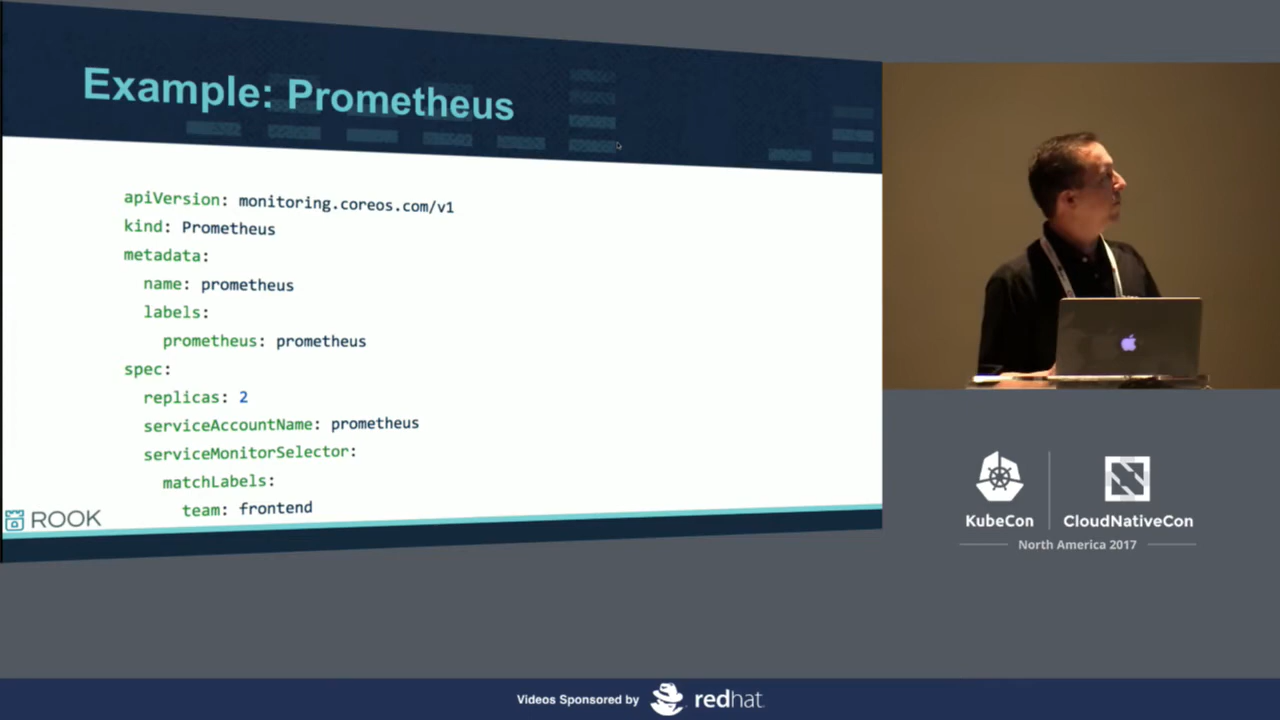 Example: Prometheus
apiVersion: monitoring.coreos.com/v1
kind: Prometheus
metadata:
name: prometheus
labels:
prometheus: prometheus
spec:
replicas: 2
serviceAccountName: prometheus
serviceMonitorSelector:
matchLabels:
team: frontend
ROOK
KubeCon
CloudNativeCon
North America 2017
Videos Sponsored by
redhat